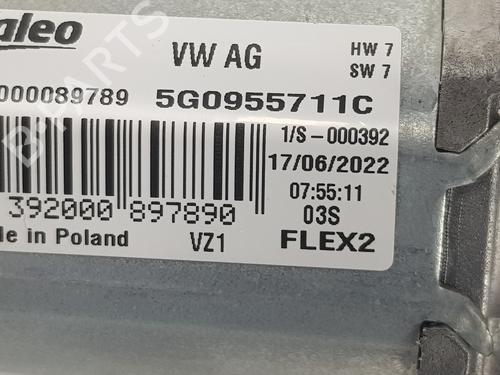 aleo VW AG HW 7
SW 7
000089789 5G0955711C
1/S-000392
17/06/2022
07:55:11
392000 897890 03S
le in Poland VZ1 FLEX2